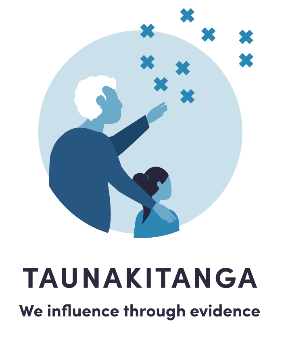 TAUNAKITANGA
We influence through evidence